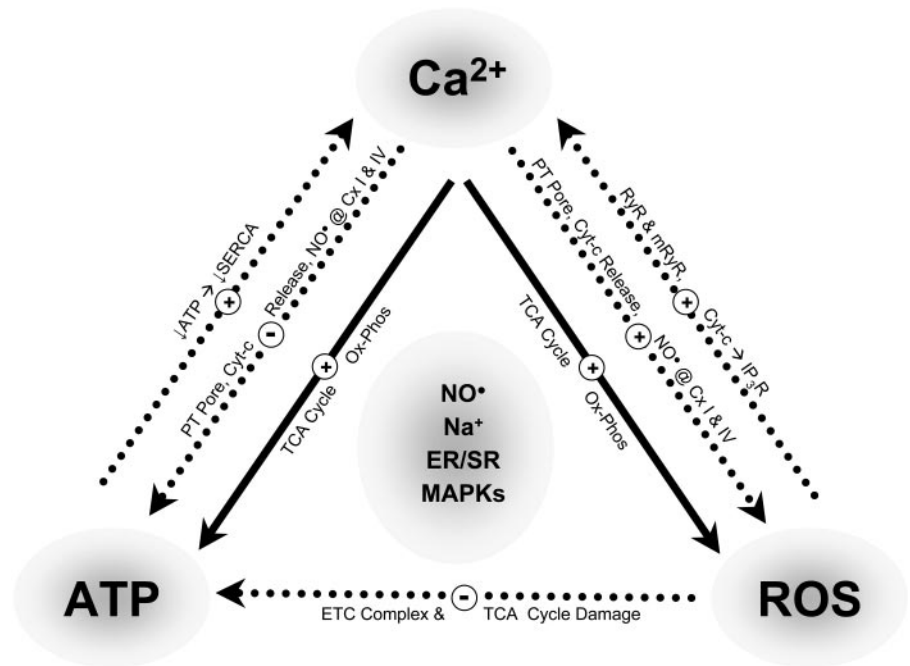 Ca²⁺
↓ATP → ↓SERCA
+
PT Pore, Cyt-c - Release, NO• @ Cx I & IV
TCA Cycle + Ox-Phos
TCA Cycle + Ox-Phos
PT Pore, Cyt-c Release, + NO• @ Cx I & IV
RyR & mRyR, + Cyt-c → IP₃R
NO•
Na⁺
ER/SR
MAPKs
ATP
ROS
-
ETC Complex & TCA Cycle Damage